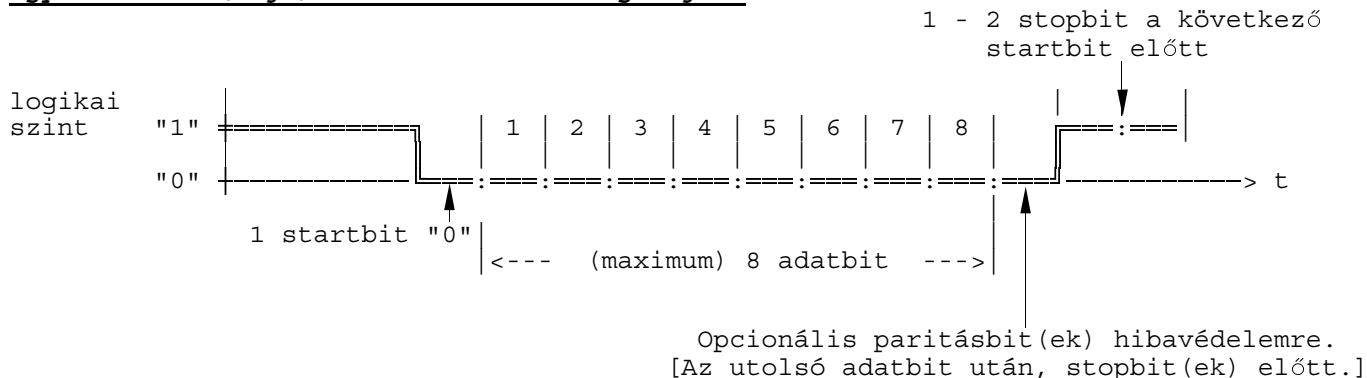 1 - 2 stopbit a következő
startbit előtt
logikai
szint "1" 1 2 3 4 5 6 7 8
"0" t
1 startbit "0"
<--- (maximum) 8 adatbit --->
Opcionális paritásbit(ek) hibavédelemre.
[Az utolsó adatbit után, stopbit(ek) előtt.]